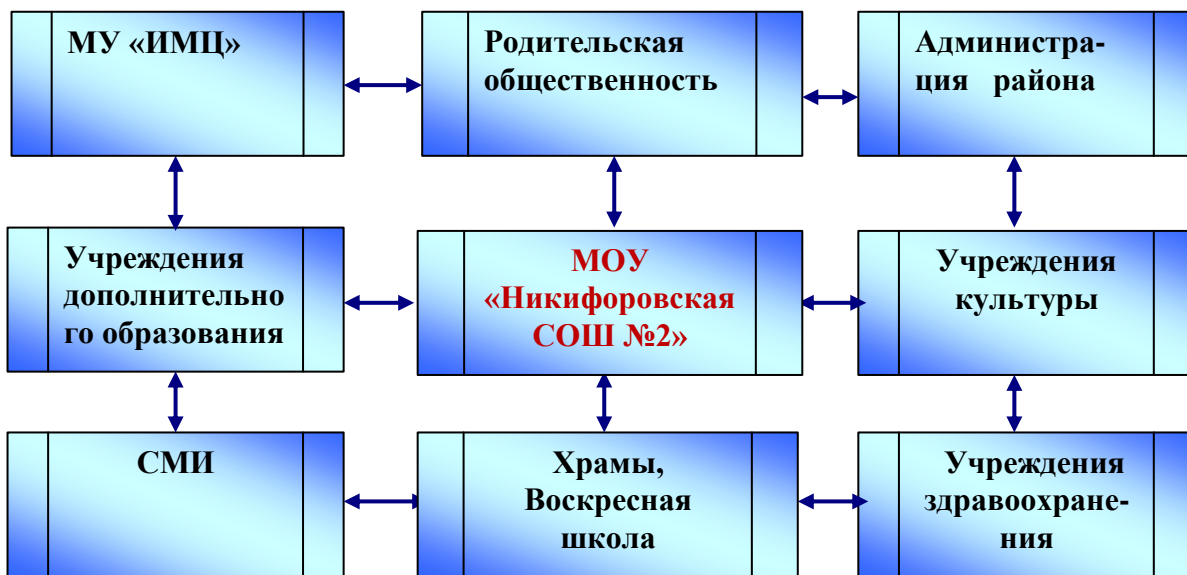 МУ «ИМЦ»
Родительская
общественность
Администра-
ция района
Учреждения
дополнительно
го образования
МОУ
«Никифоровская
СОШ №2»
Учреждения
культуры
СМИ
Храмы,
Воскресная
школа
Учреждения
здравоохране-
ния